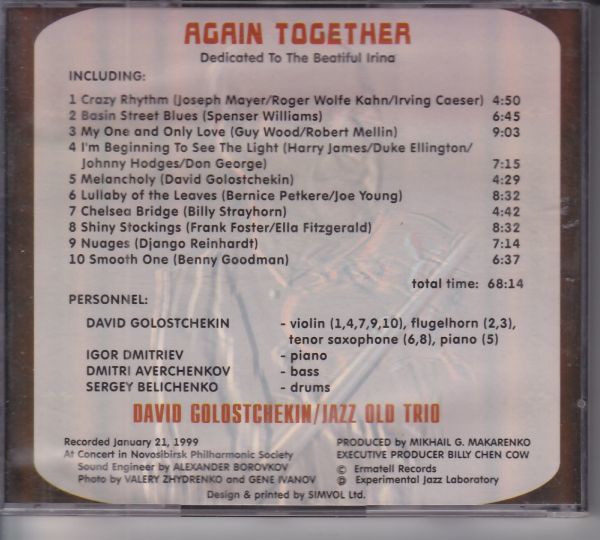 AGAIN TOGETHER
Dedicated To The Beatiful Irina
INCLUDING:
1 Crazy Rhythm (Joseph Mayer/Roger Wolfe Kahn/Irving Caeser) 4:50
2 Basin Street Blues (Spenser Williams) 6:45
3 My One and Only Love (Guy Wood/Robert Mellin) 9:03
4 I'm Beginning To See The Light (Harry James/Duke Ellington/
Johnny Hodges/Don George) 7:15
5 Melancholy (David Golostchekin) 4:29
6 Lullaby of the Leaves (Bernice Petkere/Joe Young) 8:32
7 Chelsea Bridge (Billy Strayhorn) 4:42
8 Shiny Stockings (Frank Foster/Ella Fitzgerald) 8:32
9 Nuages (Django Reinhardt) 7:14
10 Smooth One (Benny Goodman) 6:37
total time: 68:14
PERSONNEL:
DAVID GOLOSTCHEKIN - violin (1,4,7,9,10), flugelhorn (2,3),
tenor saxophone (6,8), piano (5)
IGOR DMITRIEV - piano
DMITRI AVERCHENKOV - bass
SERGEY BELICHENKO - drums
DAVID GOLOSTCHEKIN/JAZZ OLD TRIO
Recorded January 21, 1999
At Concert in Novosibirsk Philharmonic Society
Sound Engineer by ALEXANDER BOROVKOV
Photo by VALERY ZHYDRENKO and GENE IVANOV
PRODUCED by MIKHAIL G. MAKARENKO
EXECUTIVE PRODUCER BILLY CHEN COW
© Ermatell Records
℗ Experimental Jazz Laboratory
Design & printed by SIMVOL Ltd.